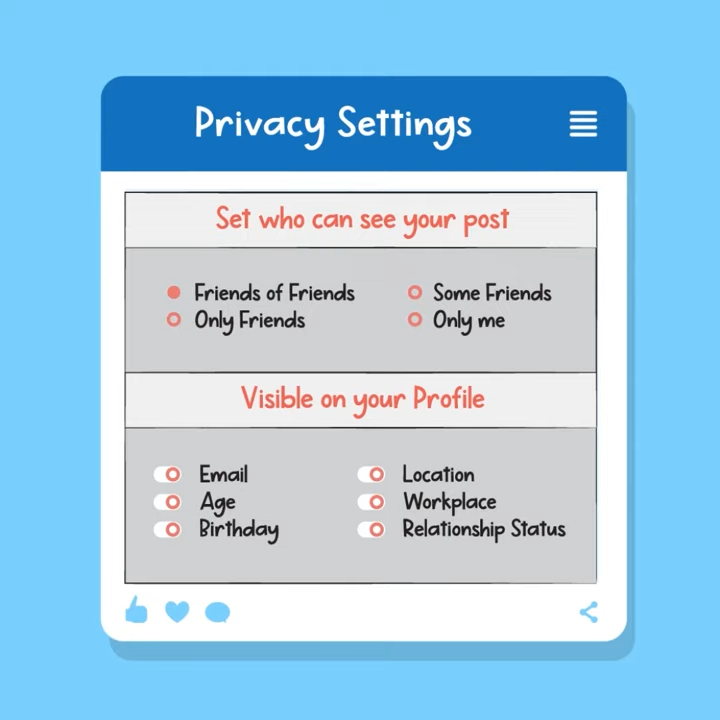 Privacy Settings
Set who can see your post
Friends of Friends
Some Friends
Only Friends
Only me
Visible on your Profile
Email
Location
Age
Workplace
Birthday
Relationship Status